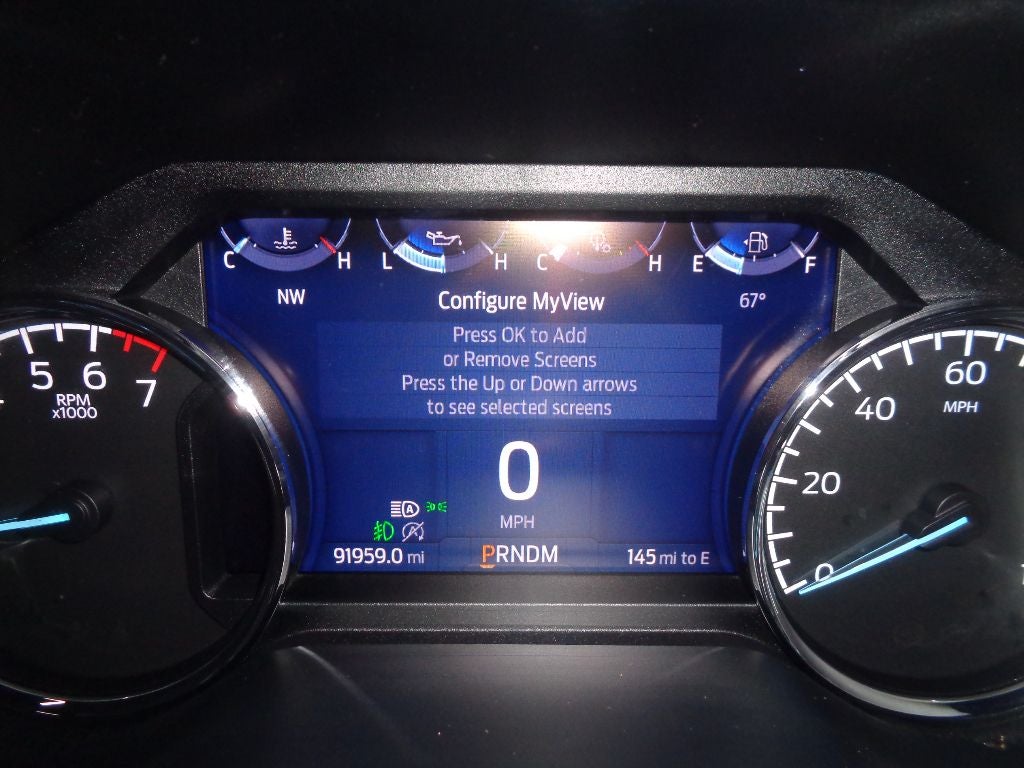 C H L H C H E F
NW Configure MyView 67°
Press OK to Add
or Remove Screens
Press the Up or Down arrows
to see selected screens
5 6 7
RPM
x1000
0
MPH
A
91959.0 mi PRNDM 145 mi to E
0 20 40 60
MPH